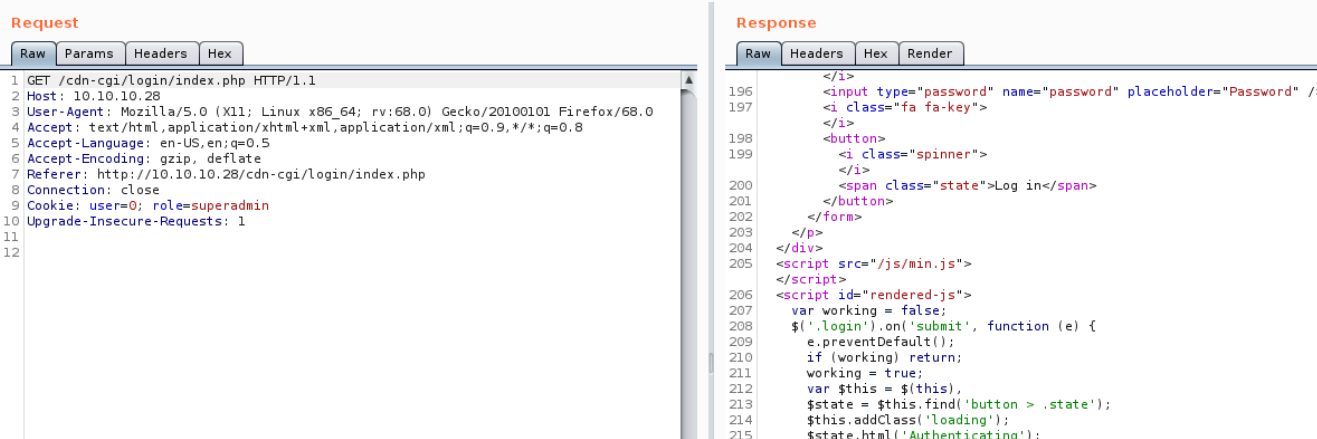 Request
Raw Params Headers Hex
1 GET /cdn-cgi/login/index.php HTTP/1.1
2 Host: 10.10.10.28
3 User-Agent: Mozilla/5.0 (X11; Linux x86_64; rv:68.0) Gecko/20100101 Firefox/68.0
4 Accept: text/html,application/xhtml+xml,application/xml;q=0.9,*/*;q=0.8
5 Accept-Language: en-US,en;q=0.5
6 Accept-Encoding: gzip, deflate
7 Referer: http://10.10.10.28/cdn-cgi/login/index.php
8 Connection: close
9 Cookie: user=0; role=superadmin
10 Upgrade-Insecure-Requests: 1
11
12
Response
Raw Headers Hex Render
</i>
196 <input type="password" name="password" placeholder="Password" />
197 <i class="fa fa-key">
</i>
198 <button>
199 <i class="spinner">
</i>
200 <span class="state">Log in</span>
201 </button>
202 </form>
203 </p>
204 </div>
205 <script src="/js/min.js">
</script>
206 <script id="rendered-js">
207 var working = false;
208 $('.login').on('submit', function (e) {
209 e.preventDefault();
210 if (working) return;
211 working = true;
212 var $this = $(this),
213 $state = $this.find('button > .state');
214 $this.addClass('loading');
215 $state.html('Authenticating');